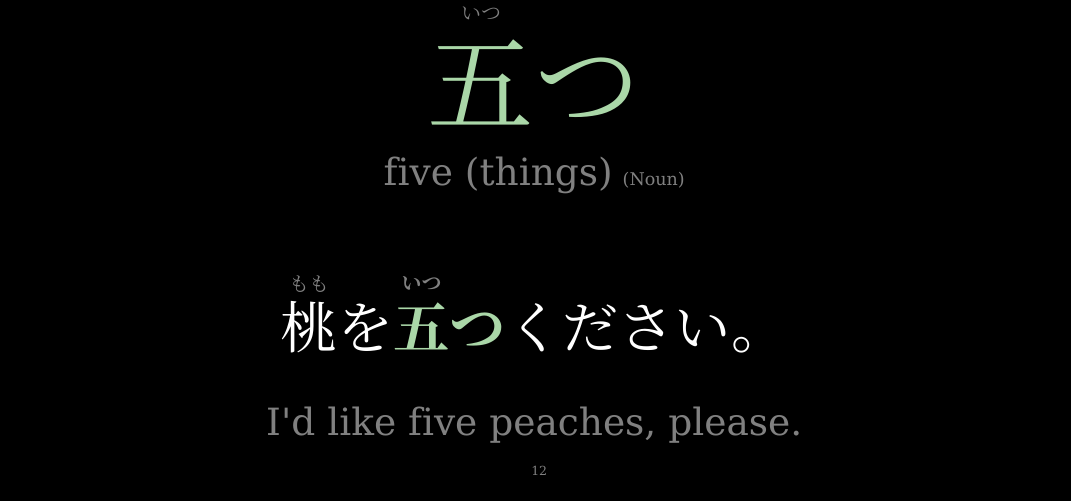 いつ
五つ
five (things) (Noun)
もも いつ
桃を五つください。
I'd like five peaches, please.
12